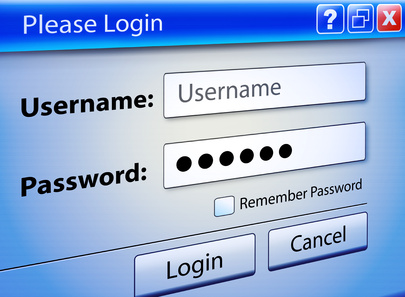 Please Login
? X
Username: Username
Password: ●●●●●●
Remember Password
Login Cancel